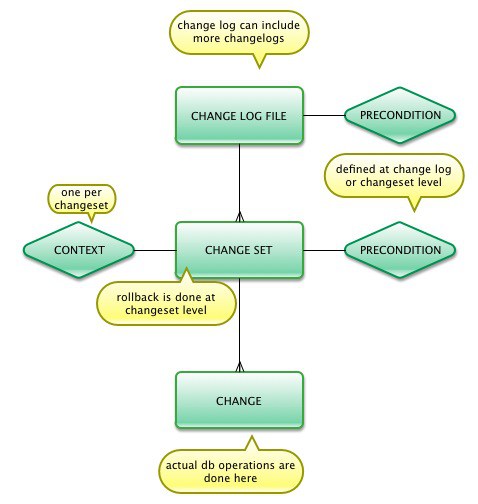 change log can include
more changelogs
CHANGE LOG FILE
PRECONDITION
defined at change log
or changeset level
one per
changeset
CONTEXT
CHANGE SET
PRECONDITION
rollback is done at
changeset level
CHANGE
actual db operations are
done here